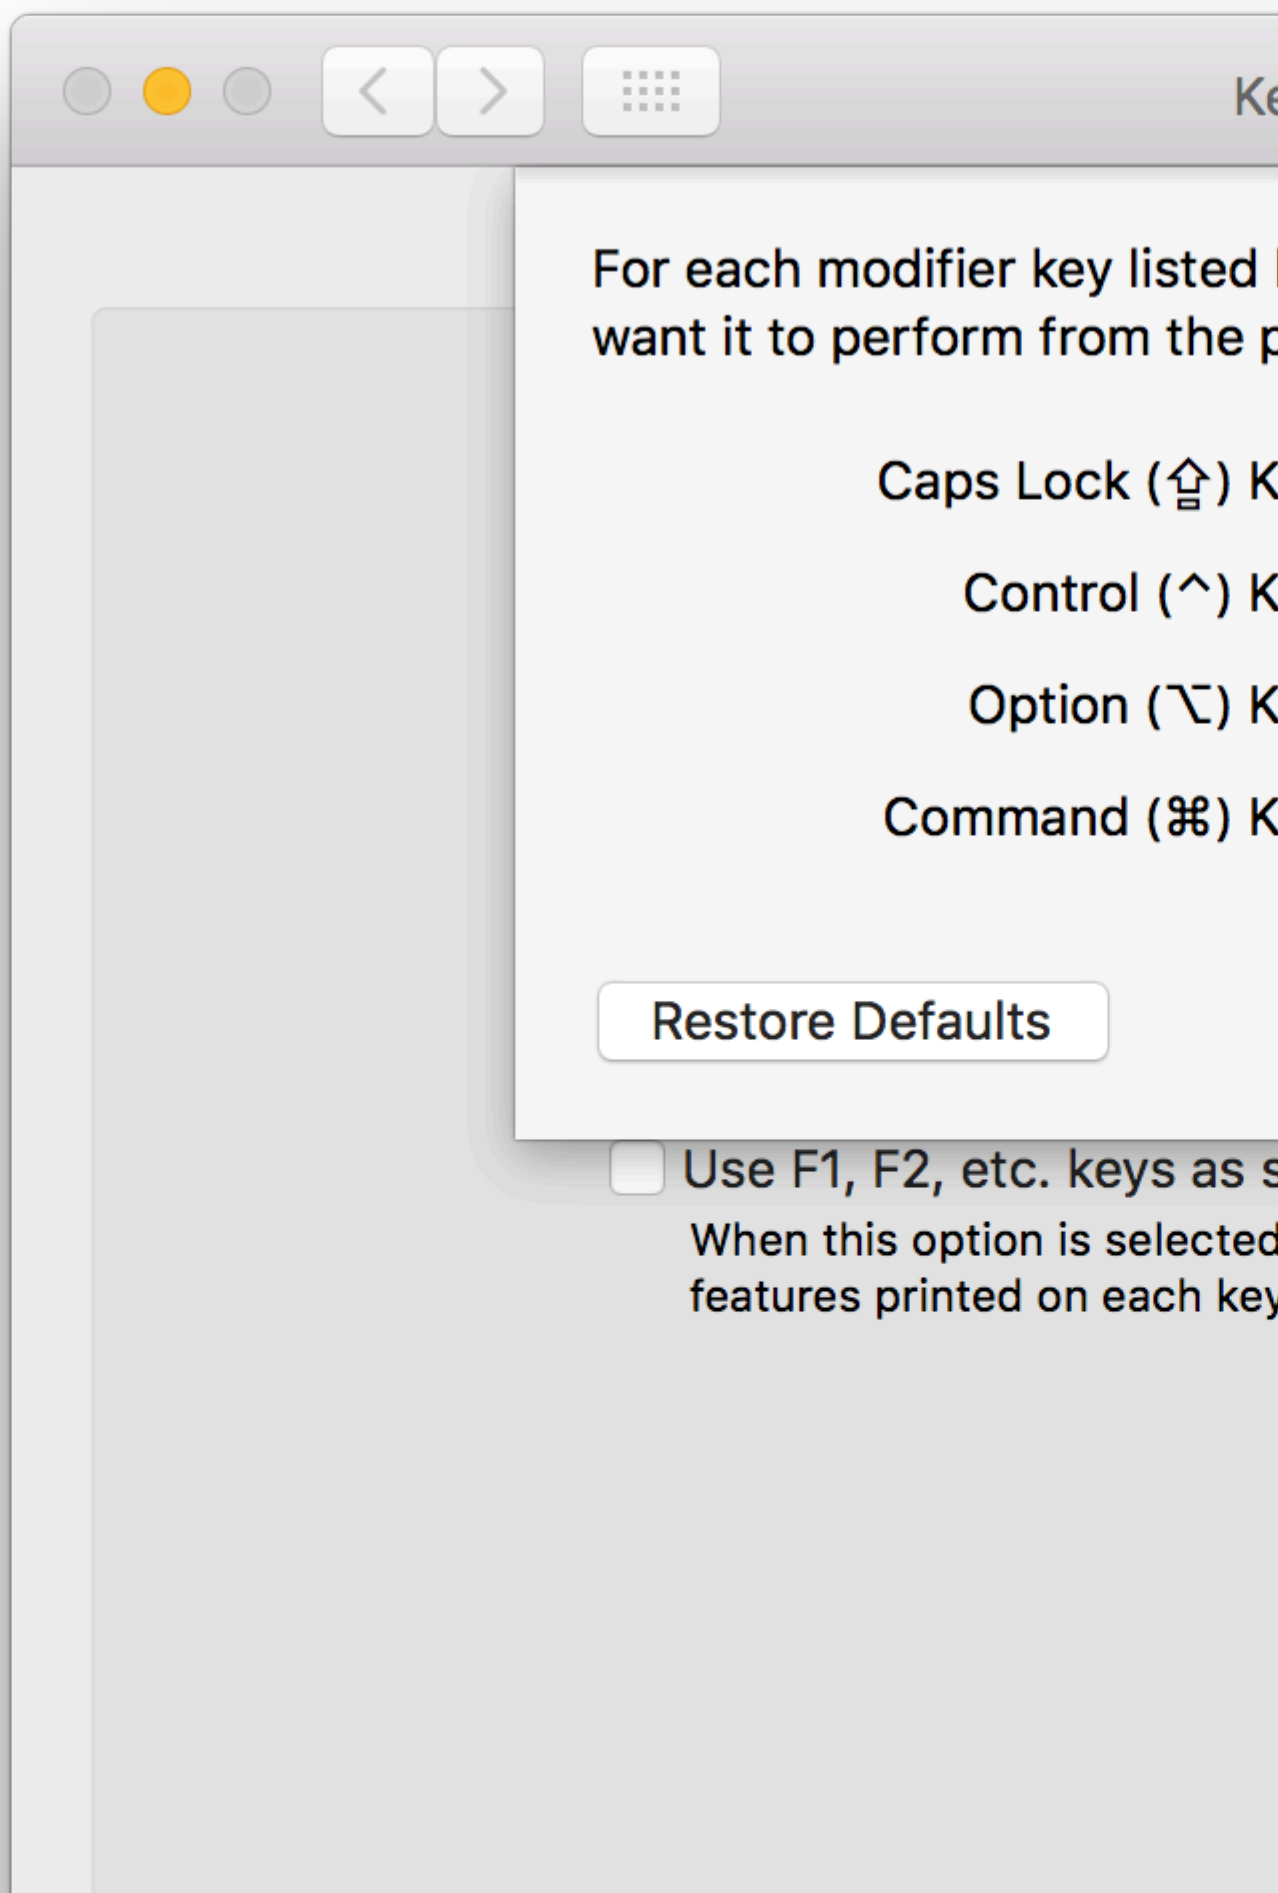 Ke
For each modifier key listed
want it to perform from the
Caps Lock (⇪) K
Control (^) K
Option (⌥) K
Command (⌘) K
Restore Defaults
Use F1, F2, etc. keys as s
When this option is selected
features printed on each key